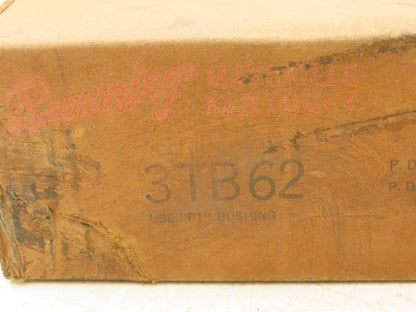 Browning® MAYSVILLE
KENTUCKY
3TB62
USE "P1" BUSHING
P. D
P. D